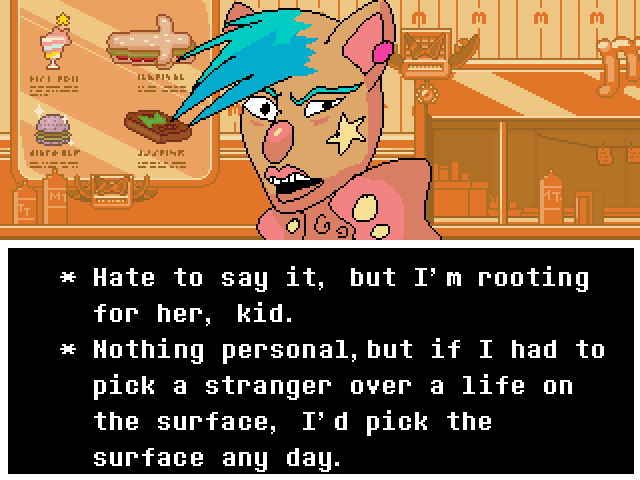 * Hate to say it, but I'm rooting
for her, kid.
* Nothing personal,but if I had to
pick a stranger over a life on
the surface, I'd pick the
surface any day.